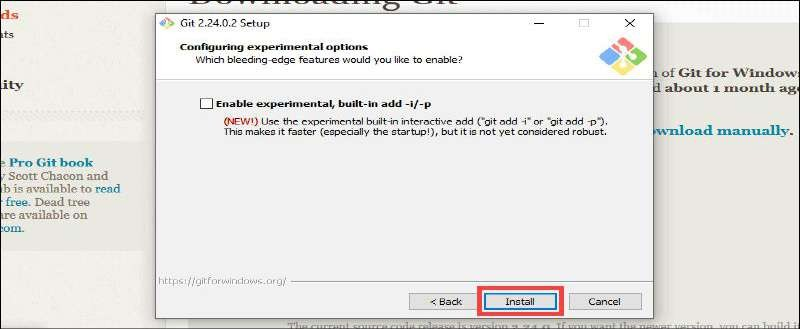 Downloading Git
Git 2.24.0.2 Setup
Configuring experimental options
Which bleeding-edge features would you like to enable?
Enable experimental, built-in add -i/-p
(NEW!) Use the experimental built-in interactive add ("git add -i" or "git add -p").
This makes it faster (especially the startup!), but it is not yet considered robust.
https://gitforwindows.org/
< Back
Install
Cancel
ds
nts
ity
e Pro Git book
y Scott Chacon and
ub is available to read
r free. Dead tree
are available on
com.
n of Git for Window
d about 1 month ago
ownload manually.
The current source code release is version 2.24.0. If you want the newer version, you can build i